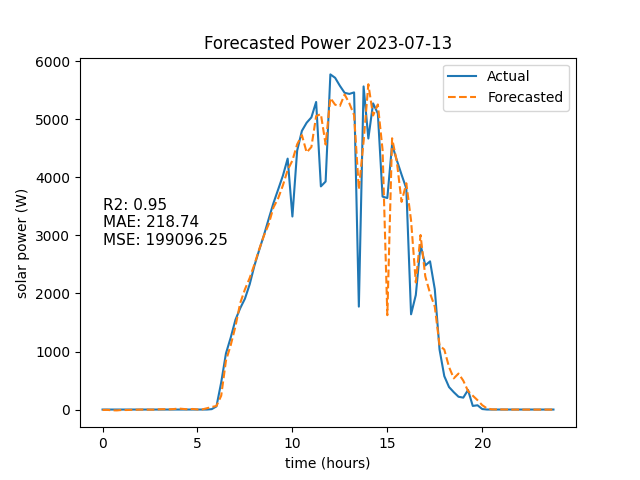 Forecasted Power 2023-07-13
6000
5000
4000
3000
2000
1000
0
solar power (W)
Actual
Forecasted
R2: 0.95
MAE: 218.74
MSE: 199096.25
0 5 10 15 20
time (hours)